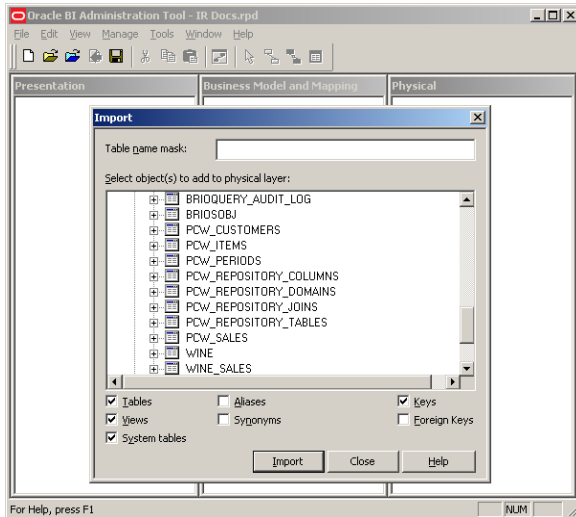 Oracle BI Administration Tool - IR Docs.rpd
File Edit View Manage Tools Window Help
Presentation
Business Model and Mapping
Physical
Import
Table name mask:
Select object(s) to add to physical layer:
BRIOQUERY_AUDIT_LOG
BRIOSOBJ
PCW_CUSTOMERS
PCW_ITEMS
PCW_PERIODS
PCW_REPOSITORY_COLUMNS
PCW_REPOSITORY_DOMAINS
PCW_REPOSITORY_JOINS
PCW_REPOSITORY_TABLES
PCW_SALES
WINE
WINE_SALES
Tables Aliases Keys
Views Synonyms Foreign Keys
System tables
Import Close Help
For Help, press F1 NUM